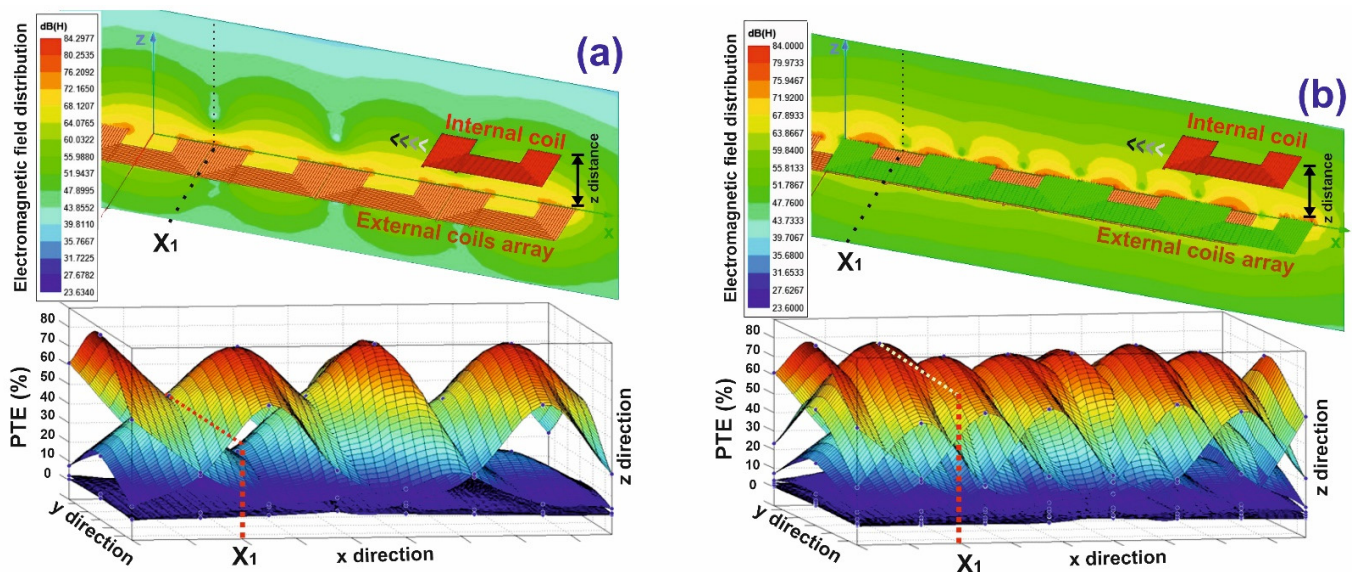 (a)
Electromagnetic field distribution
dB(H)
84.2977
80.2535
76.2092
72.1650
68.1207
64.0765
60.0322
55.9880
51.9437
47.8995
43.8552
39.8110
35.7667
31.7225
27.6782
23.6340
z
Internal coil
<<<<
z distance
x
External coils array
X1
PTE (%)
80
70
60
50
40
30
20
10
0
z direction
y direction
X1
x direction
(b)
Electromagnetic field distribution
dB(H)
84.0000
79.9733
75.9467
71.9200
67.8933
63.8667
59.8400
55.8133
51.7867
47.7600
43.7333
39.7067
35.6800
31.6533
27.6267
23.6000
z
Internal coil
<<<<
z distance
x
External coils array
X1
PTE (%)
80
70
60
50
40
30
20
10
0
z direction
y direction
X1
x direction